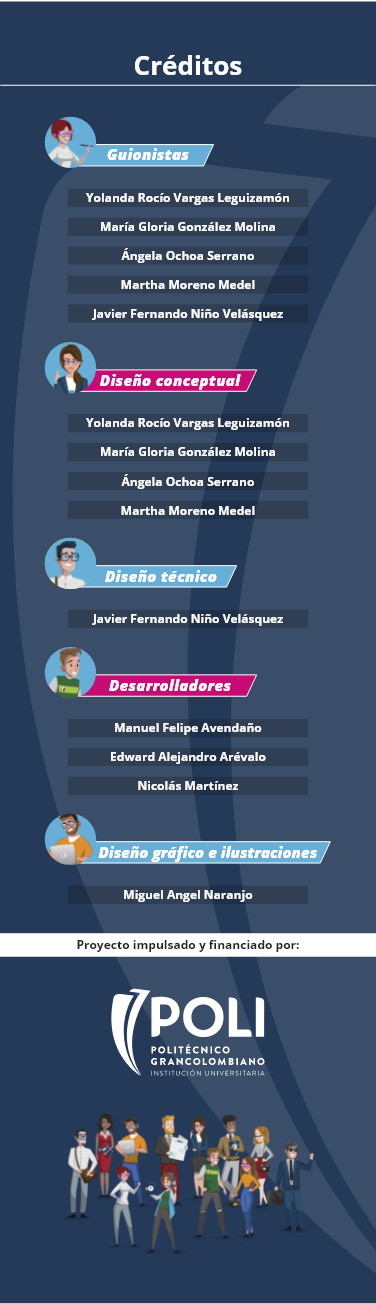 Créditos
Guionistas
Yolanda Rocío Vargas Leguizamón
María Gloria González Molina
Ángela Ochoa Serrano
Martha Moreno Medel
Javier Fernando Niño Velásquez
Diseño conceptual
Yolanda Rocío Vargas Leguizamón
María Gloria González Molina
Ángela Ochoa Serrano
Martha Moreno Medel
Diseño técnico
Javier Fernando Niño Velásquez
Desarrolladores
Manuel Felipe Avendaño
Edward Alejandro Arévalo
Nicolás Martínez
Diseño gráfico e ilustraciones
Miguel Angel Naranjo
Proyecto impulsado y financiado por:
POLI
POLITÉCNICO
GRANCOLOMBIANO
INSTITUCIÓN UNIVERSITARIA